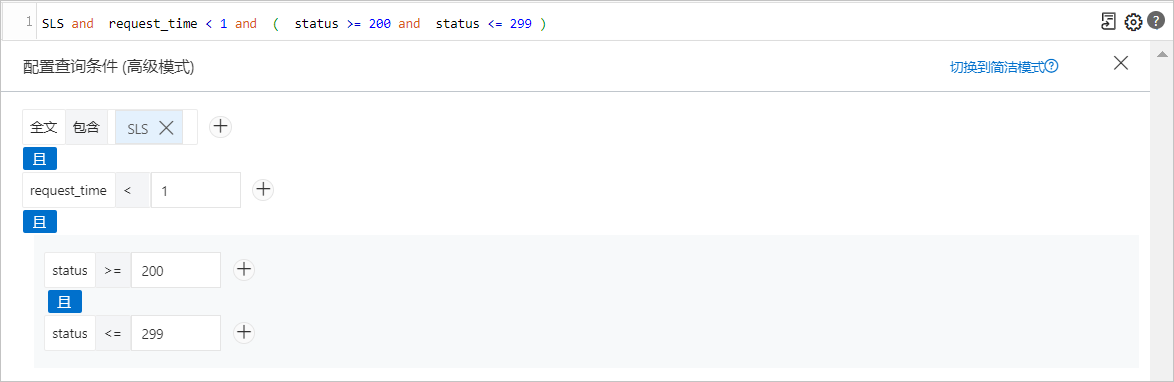 1 SLS and request_time < 1 and ( status >= 200 and status <= 299 )
配置查询条件 (高级模式) 切换到简洁模式
全文 包含 SLS
且
request_time < 1
且
status >= 200
且
status <= 299